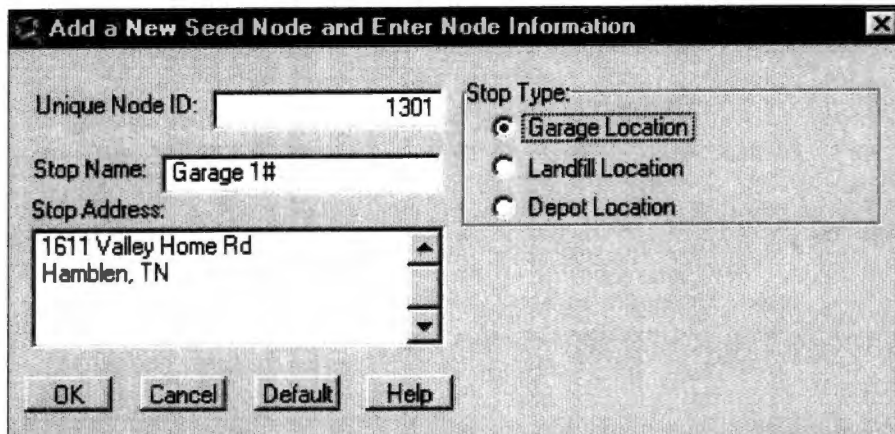 Add a New Seed Node and Enter Node Information
Unique Node ID: 1301
Stop Name: Garage 1#
Stop Address:
1611 Valley Home Rd
Hamblen, TN
Stop Type:
Garage Location
Landfill Location
Depot Location
OK Cancel Default Help